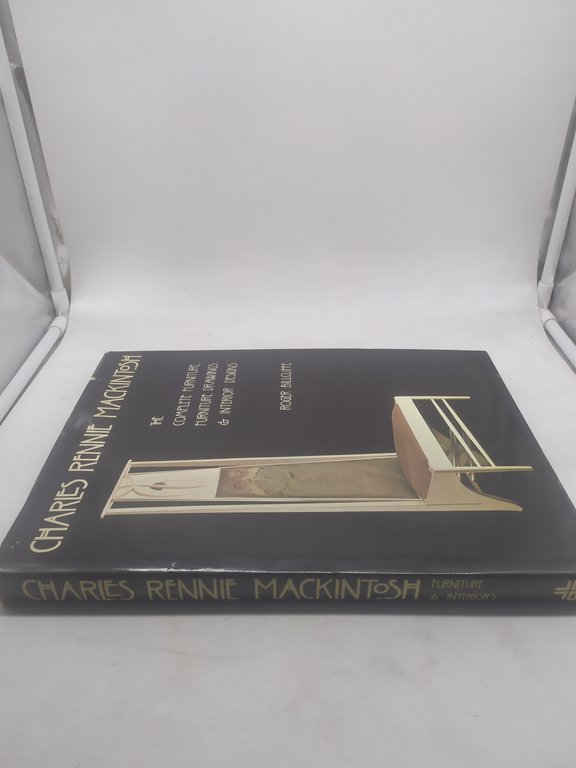 CHARLES RENNIE MACKINTOSH
THE
COMPLETE FURNITURE,
FURNITURE DRAWINGS
& INTERIOR DESIGNS
ROGER BILLCLIFFE
CHARLES RENNIE MACKINTOSH
FURNITURE
& INTERIORS